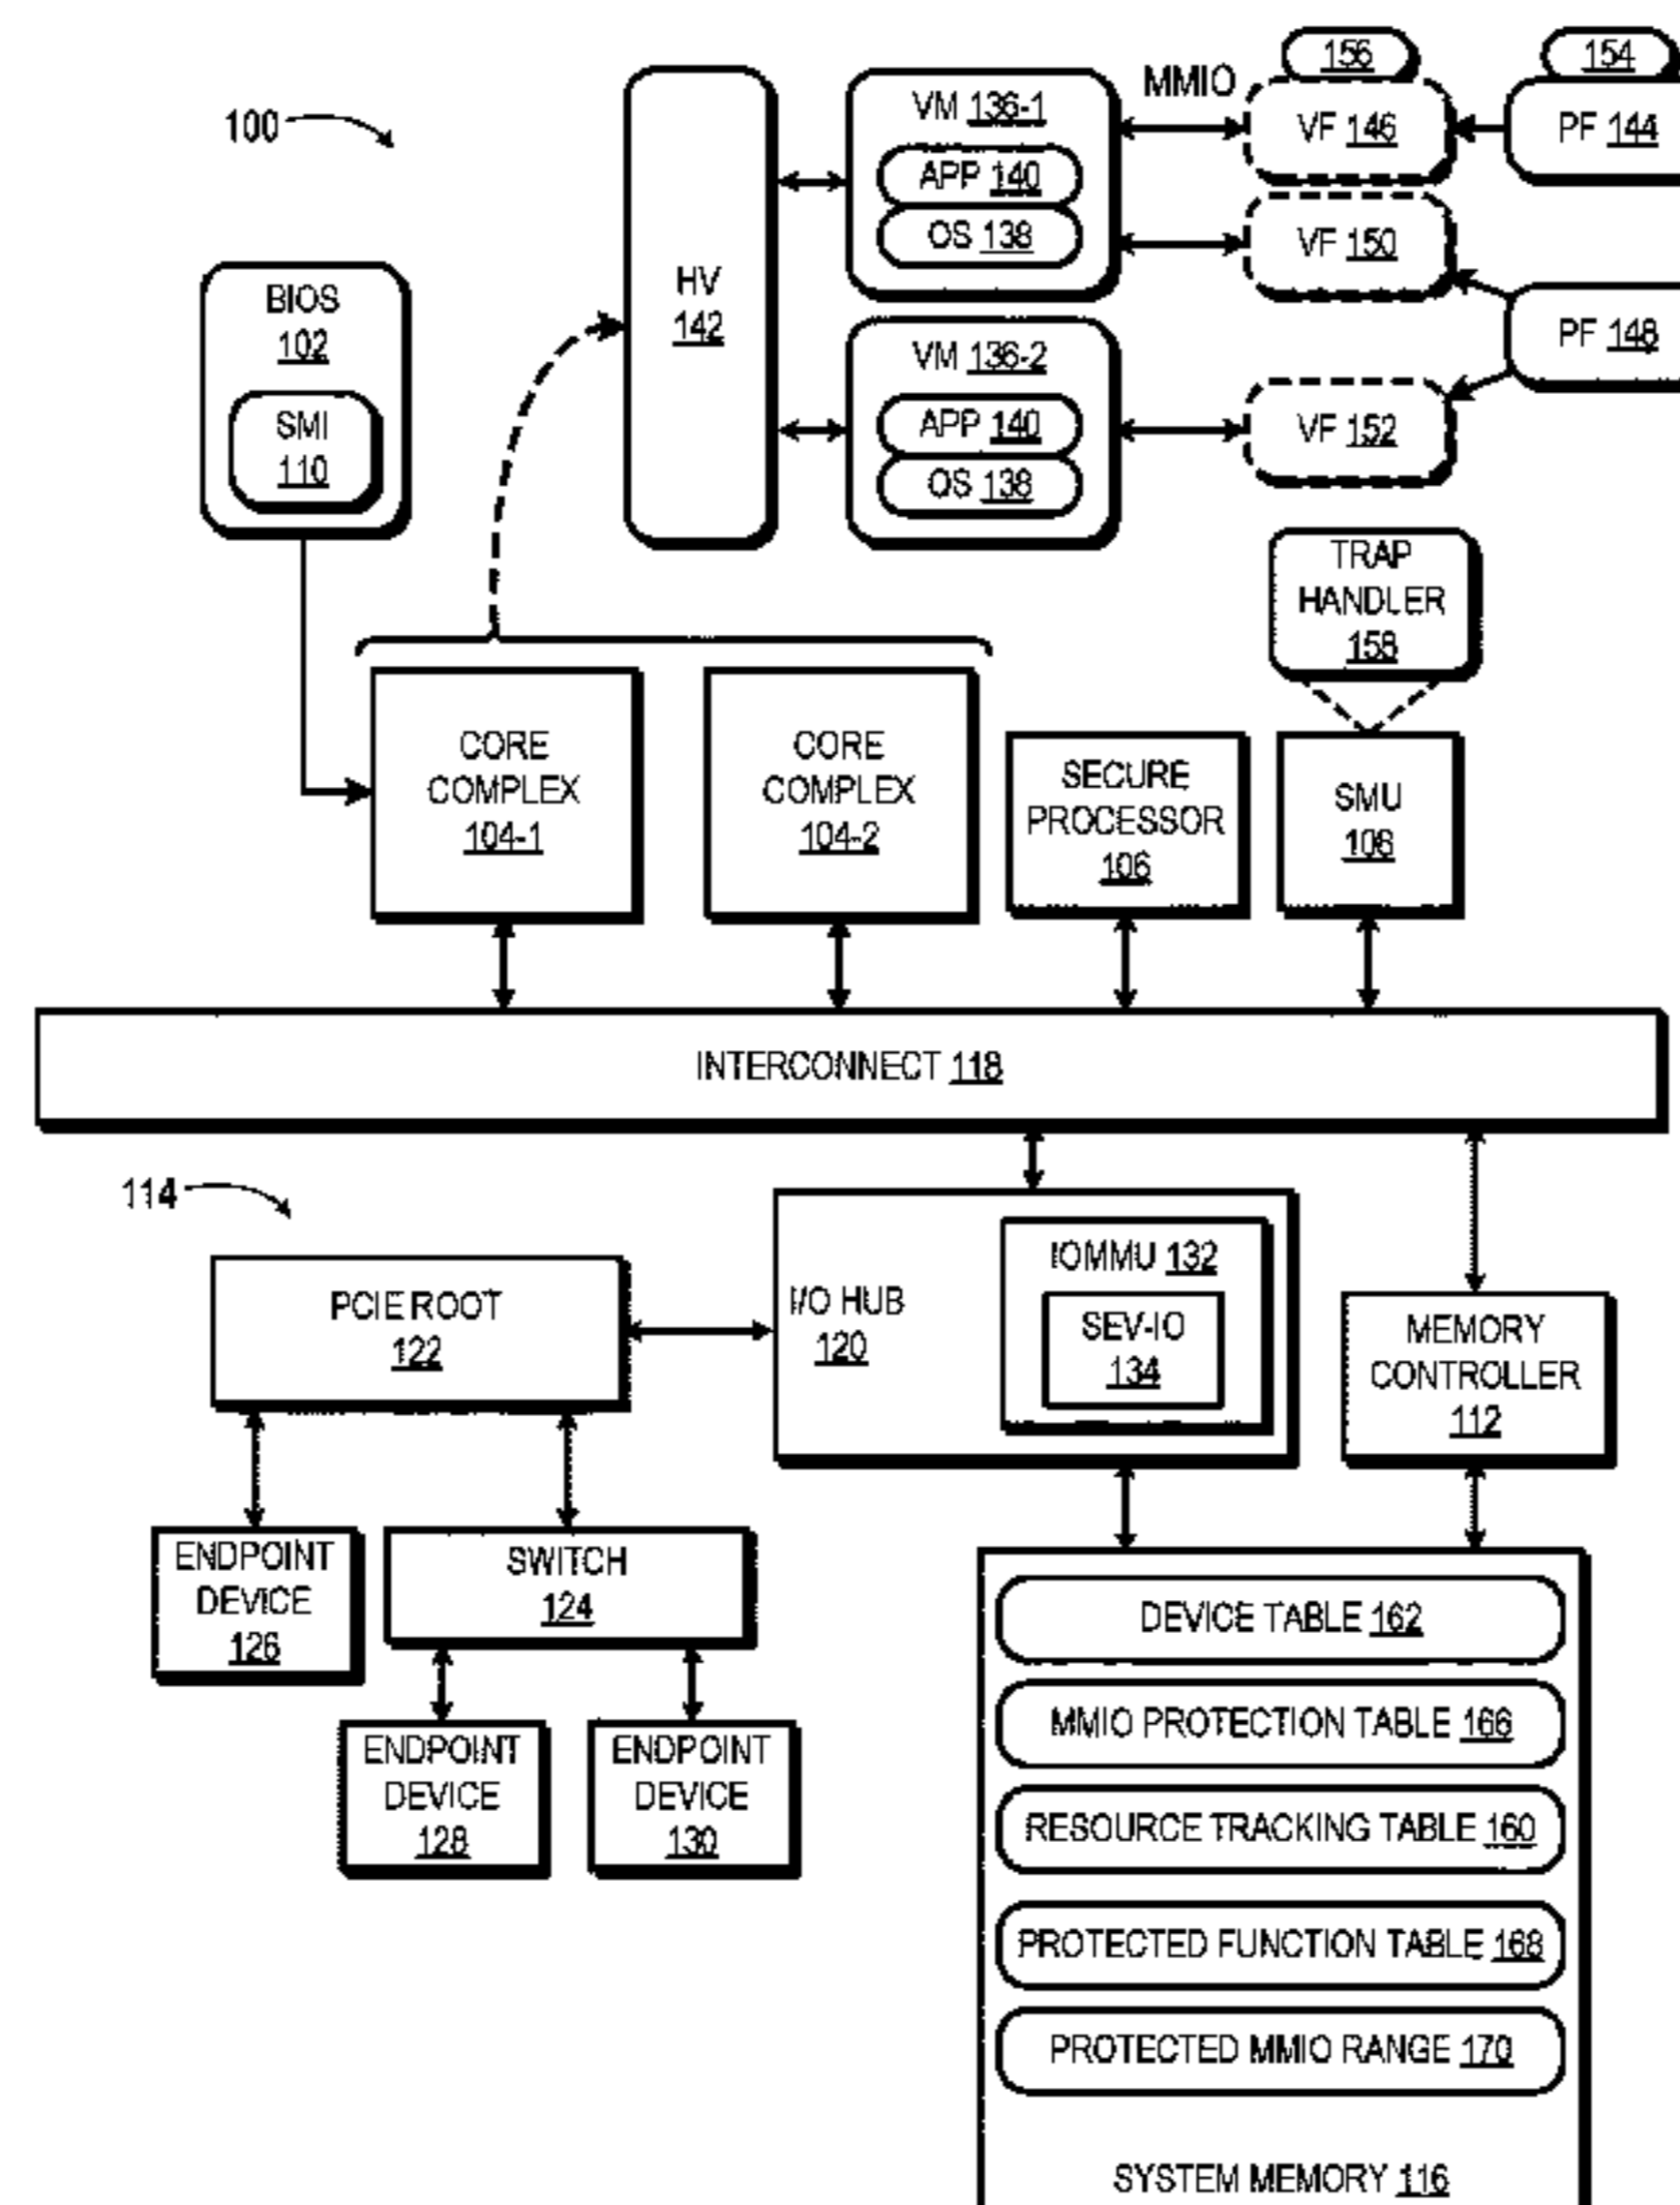 100
BIOS
102
SMI
110
HV
142
VM 136-1
APP 140
OS 138
VM 136-2
APP 140
OS 138
MMIO
156
VF 146
VF 150
VF 152
154
PF 144
PF 148
TRAP
HANDLER
158
CORE
COMPLEX
104-1
CORE
COMPLEX
104-2
SECURE
PROCESSOR
106
SMU
108
INTERCONNECT 118
114
PCIE ROOT
122
I/O HUB
120
IOMMU 132
SEV-IO
134
MEMORY
CONTROLLER
112
ENDPOINT
DEVICE
126
SWITCH
124
ENDPOINT
DEVICE
128
ENDPOINT
DEVICE
130
DEVICE TABLE 162
MMIO PROTECTION TABLE 166
RESOURCE TRACKING TABLE 160
PROTECTED FUNCTION TABLE 168
PROTECTED MMIO RANGE 170
SYSTEM MEMORY 116